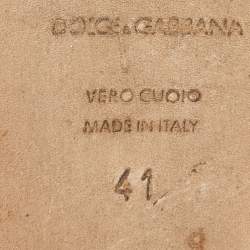 DOLCE & GABBANA
VERO CUOIO
MADE IN ITALY
41